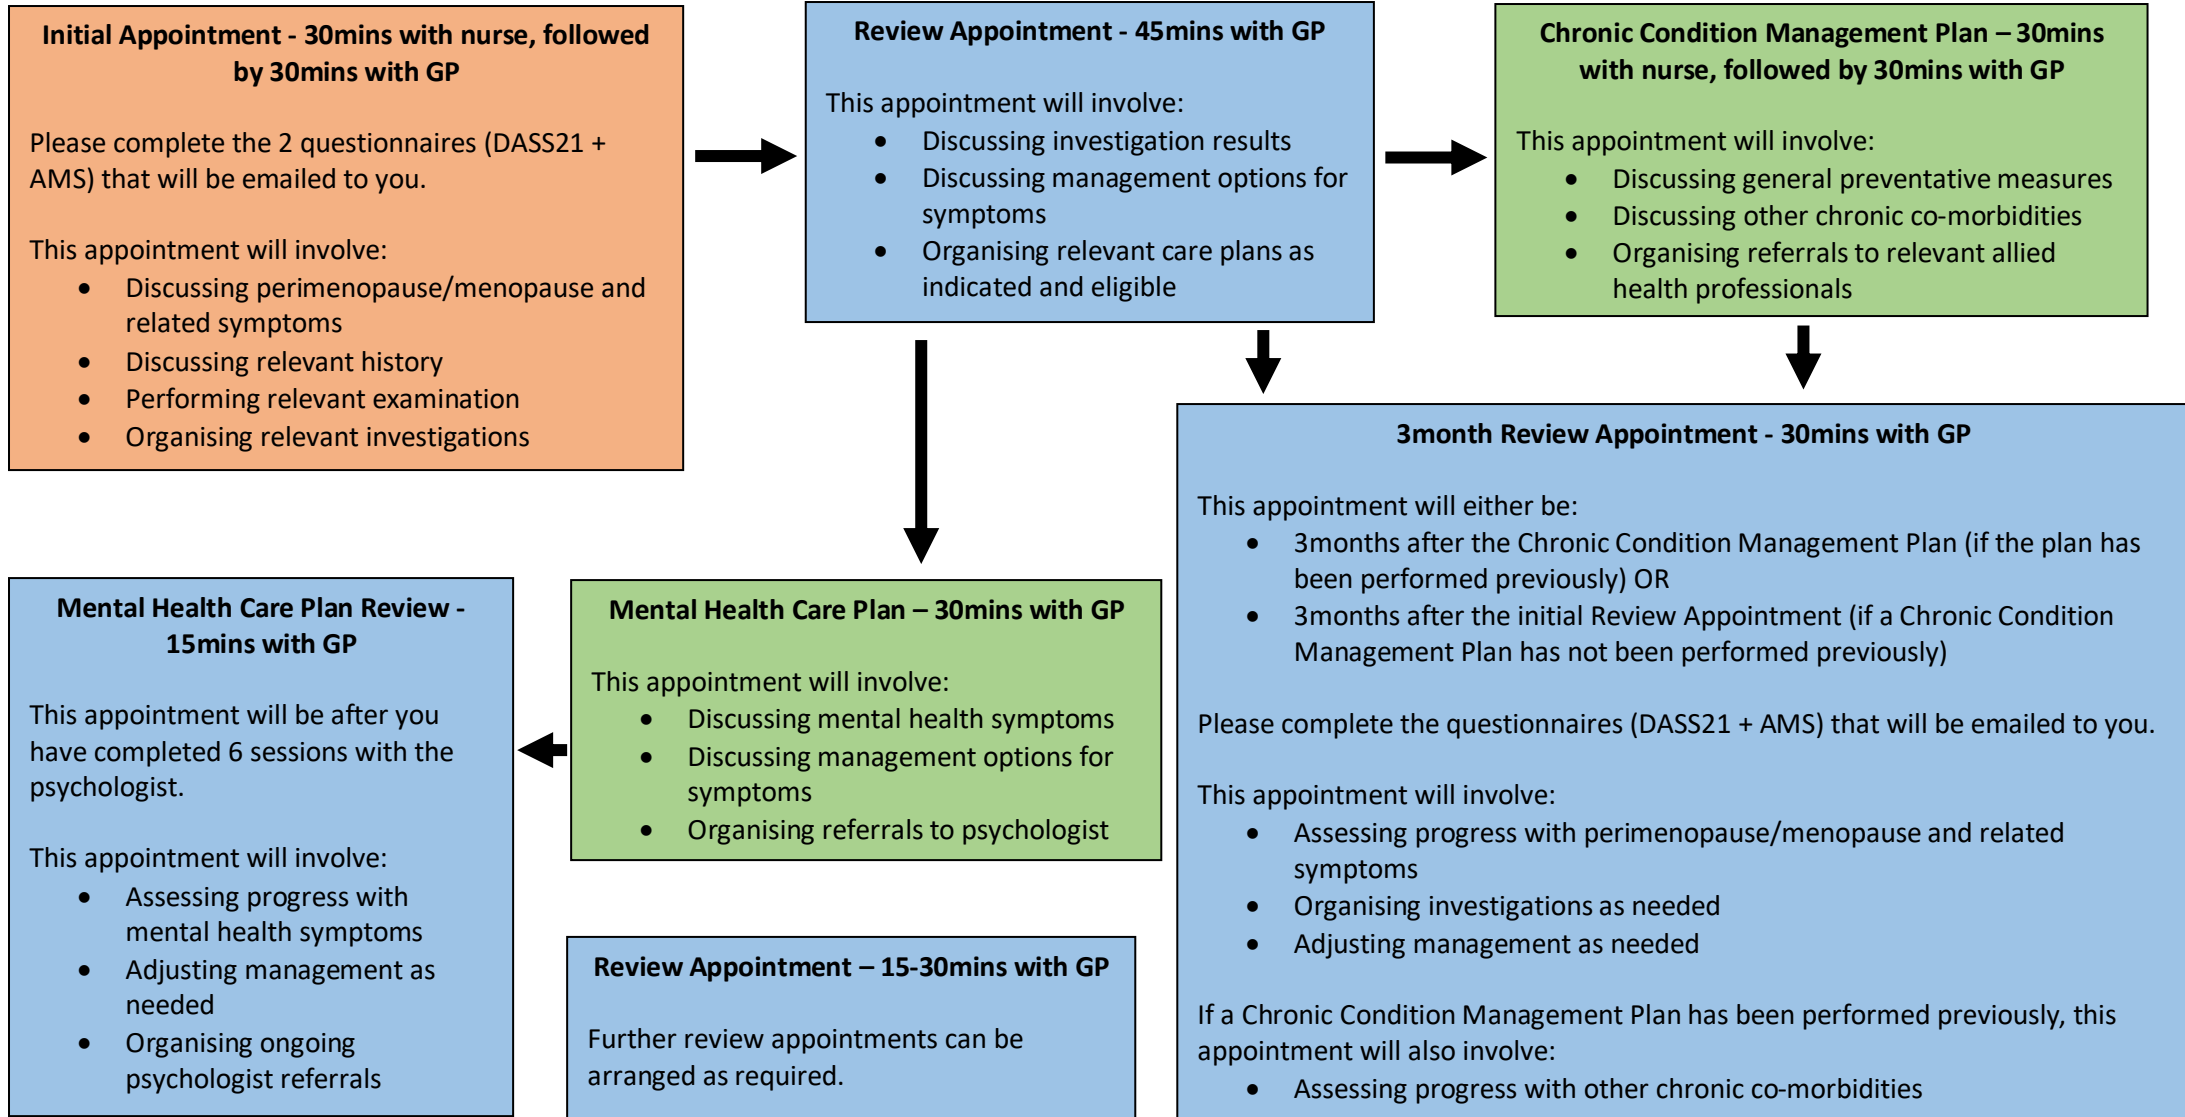 Initial Appointment - 30mins with nurse, followed
by 30mins with GP
Please complete the 2 questionnaires (DASS21 +
AMS) that will be emailed to you.
This appointment will involve:
• Discussing perimenopause/menopause and
related symptoms
• Discussing relevant history
• Performing relevant examination
• Organising relevant investigations
Review Appointment - 45mins with GP
This appointment will involve:
• Discussing investigation results
• Discussing management options for
symptoms
• Organising relevant care plans as
indicated and eligible
Chronic Condition Management Plan – 30mins
with nurse, followed by 30mins with GP
This appointment will involve:
• Discussing general preventative measures
• Discussing other chronic co-morbidities
• Organising referrals to relevant allied
health professionals
3month Review Appointment - 30mins with GP
This appointment will either be:
• 3months after the Chronic Condition Management Plan (if the plan has
been performed previously) OR
• 3months after the initial Review Appointment (if a Chronic Condition
Management Plan has not been performed previously)
Please complete the questionnaires (DASS21 + AMS) that will be emailed to you.
This appointment will involve:
• Assessing progress with perimenopause/menopause and related
symptoms
• Organising investigations as needed
• Adjusting management as needed
If a Chronic Condition Management Plan has been performed previously, this
appointment will also involve:
• Assessing progress with other chronic co-morbidities
Mental Health Care Plan – 30mins with GP
This appointment will involve:
• Discussing mental health symptoms
• Discussing management options for
symptoms
• Organising referrals to psychologist
Mental Health Care Plan Review -
15mins with GP
This appointment will be after you
have completed 6 sessions with the
psychologist.
This appointment will involve:
• Assessing progress with
mental health symptoms
• Adjusting management as
needed
• Organising ongoing
psychologist referrals
Review Appointment – 15-30mins with GP
Further review appointments can be
arranged as required.